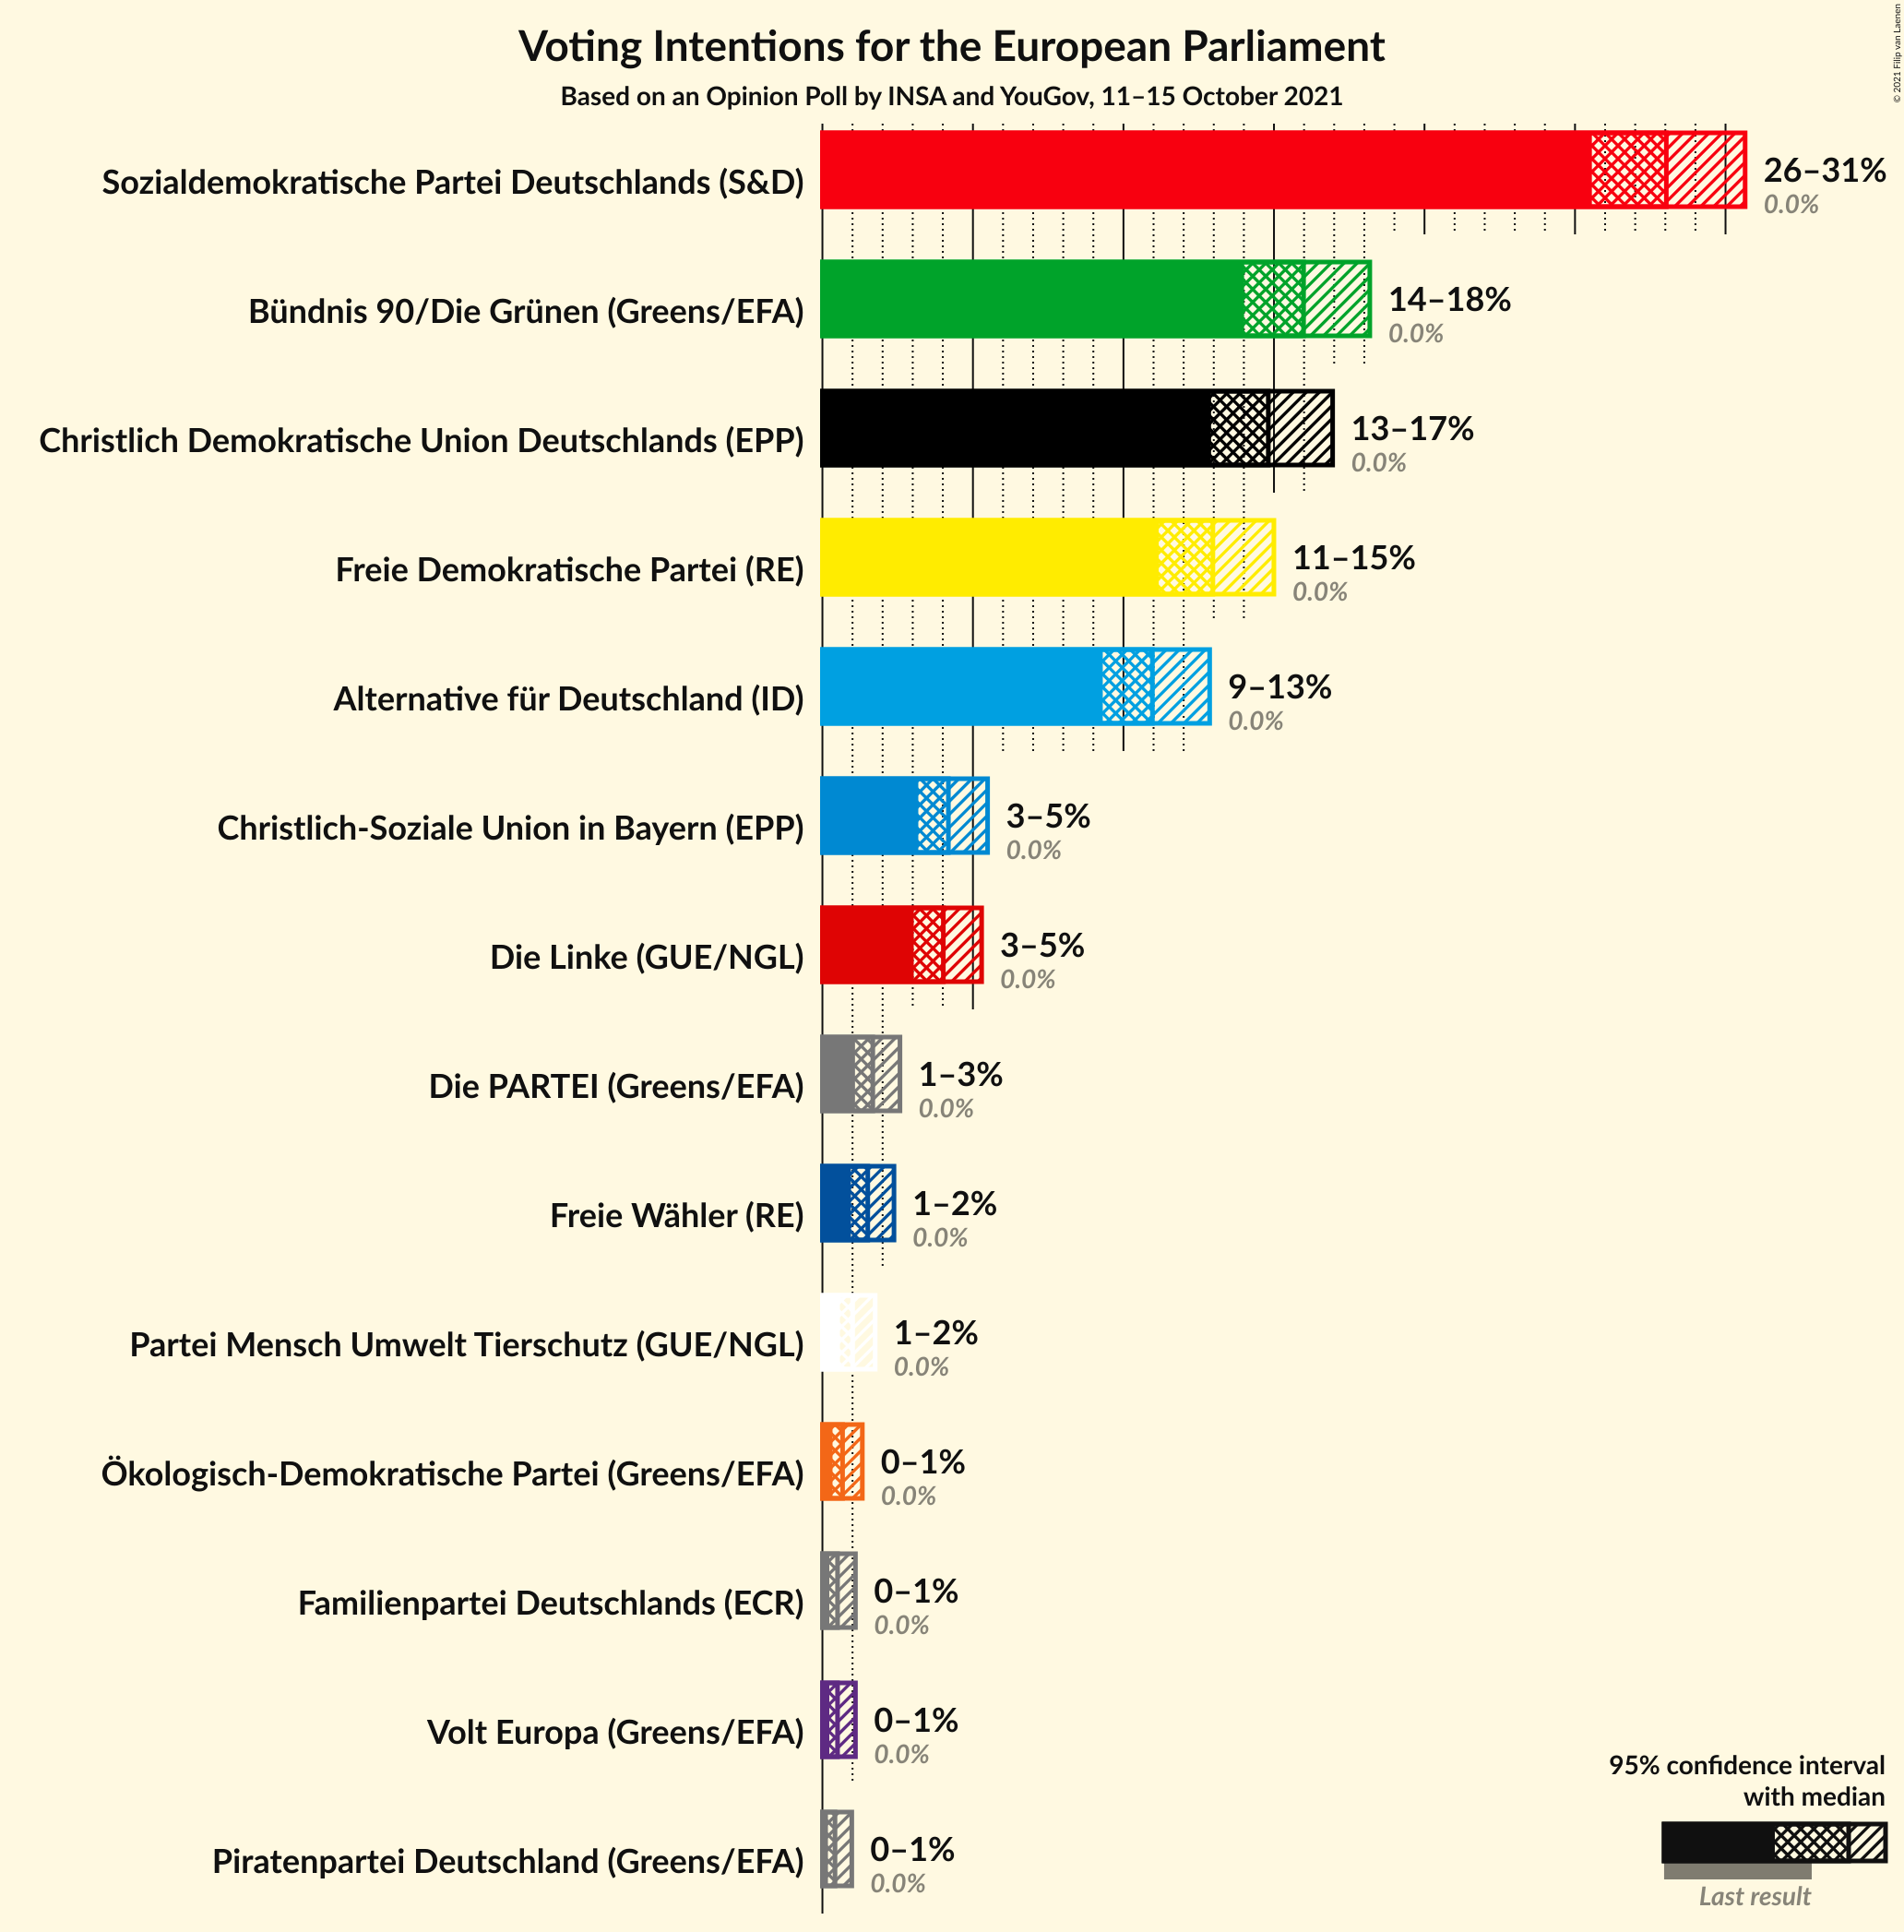 Voting Intentions for the European Parliament
Based on an Opinion Poll by INSA and YouGov, 11–15 October 2021
© 2021 Filip van Laenen
Sozialdemokratische Partei Deutschlands (S&D)
26–31%
0.0%
Bündnis 90/Die Grünen (Greens/EFA)
14–18%
0.0%
Christlich Demokratische Union Deutschlands (EPP)
13–17%
0.0%
Freie Demokratische Partei (RE)
11–15%
0.0%
Alternative für Deutschland (ID)
9–13%
0.0%
Christlich-Soziale Union in Bayern (EPP)
3–5%
0.0%
Die Linke (GUE/NGL)
3–5%
0.0%
Die PARTEI (Greens/EFA)
1–3%
0.0%
Freie Wähler (RE)
1–2%
0.0%
Partei Mensch Umwelt Tierschutz (GUE/NGL)
1–2%
0.0%
Ökologisch-Demokratische Partei (Greens/EFA)
0–1%
0.0%
Familienpartei Deutschlands (ECR)
0–1%
0.0%
Volt Europa (Greens/EFA)
0–1%
0.0%
Piratenpartei Deutschland (Greens/EFA)
0–1%
0.0%
95% confidence interval
with median
Last result